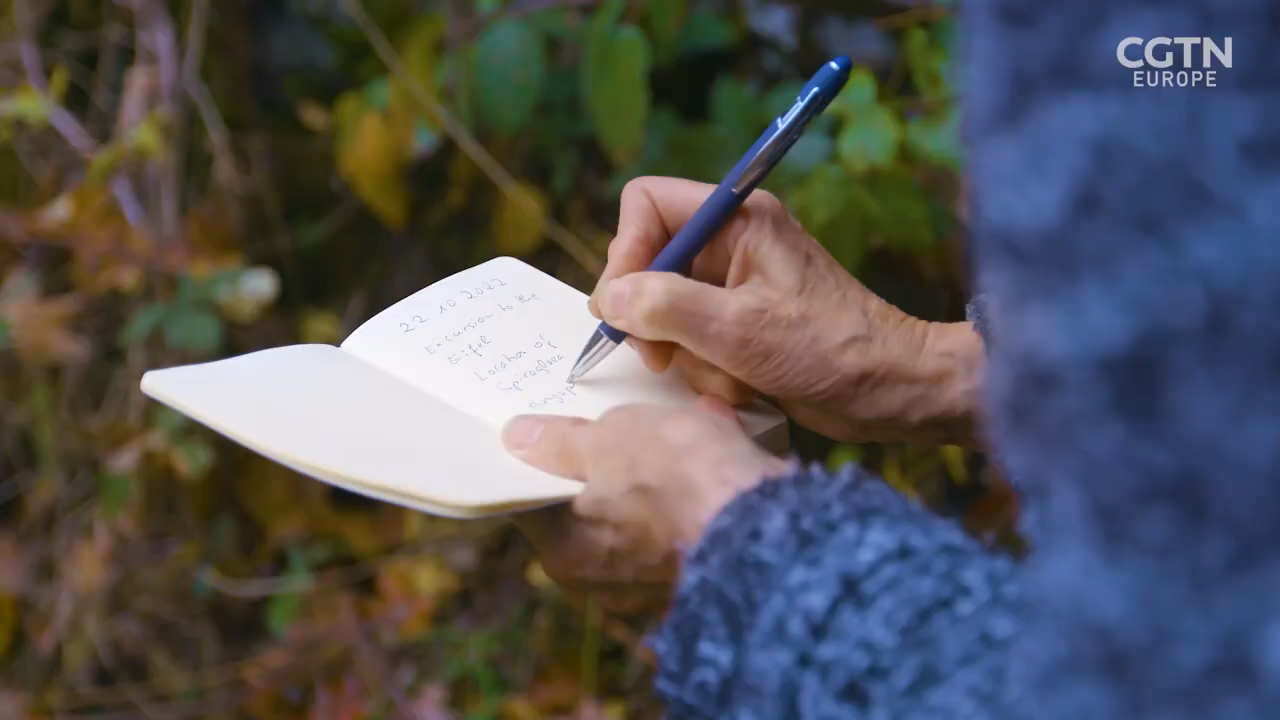 CGTN
EUROPE
22 10 2022
Excursion to the
Eifel
Location of